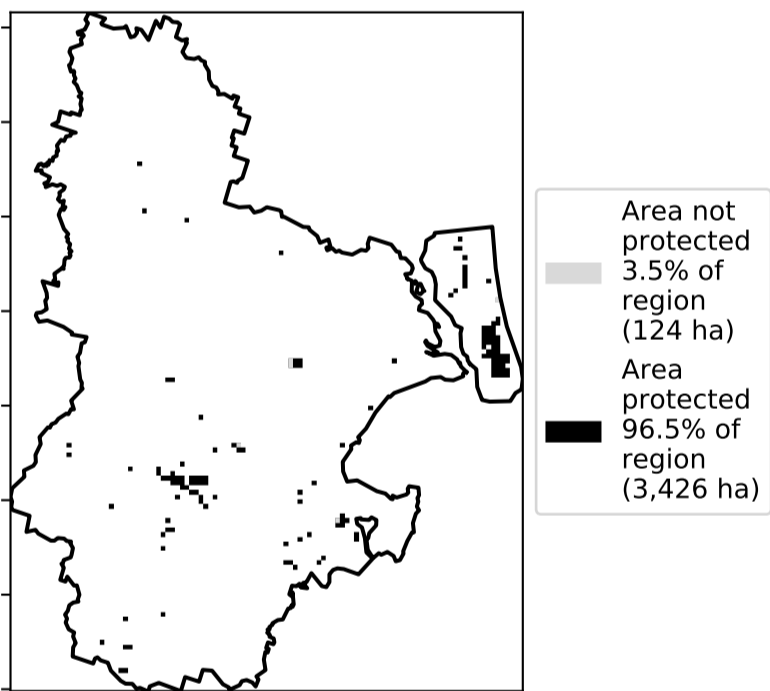 Area not
protected
3.5% of
region
(124 ha)
Area
protected
96.5% of
region
(3,426 ha)